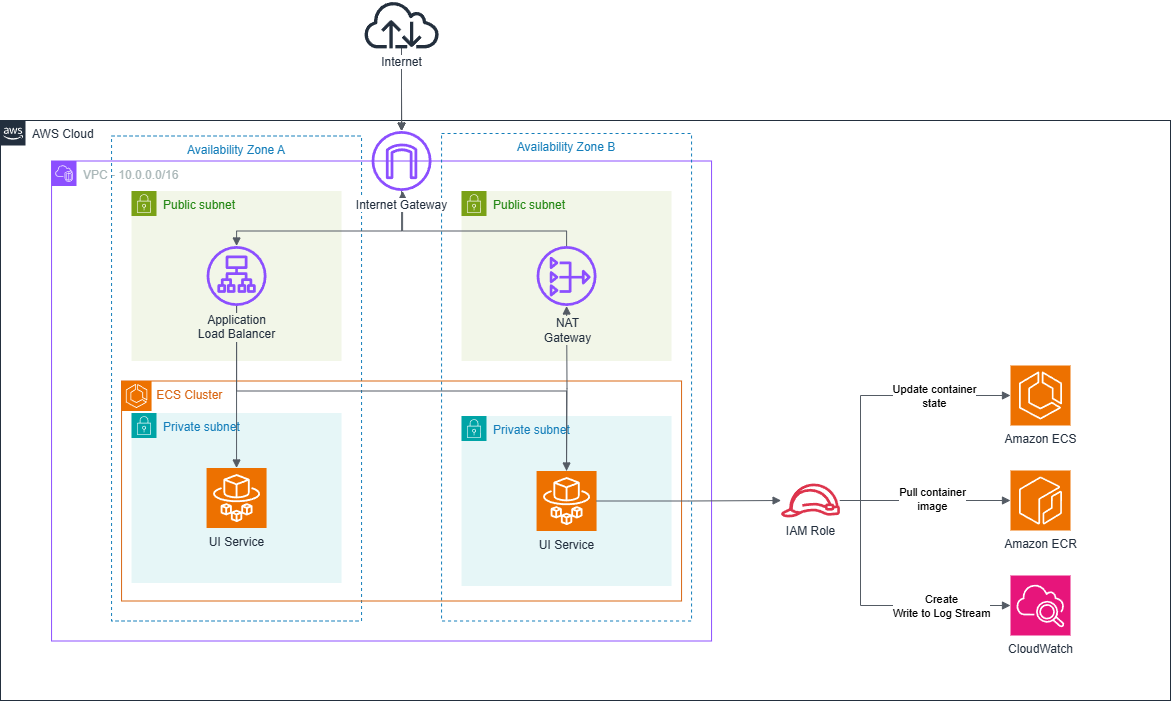 Internet
aws
AWS Cloud
Availability Zone A
Availability Zone B
VPC - 10.0.0.0/16
Public subnet
Internet Gateway
Public subnet
Application
Load Balancer
NAT
Gateway
ECS Cluster
Private subnet
Private subnet
UI Service
UI Service
IAM Role
Update container
state
Amazon ECS
Pull container
image
Amazon ECR
Create
Write to Log Stream
CloudWatch